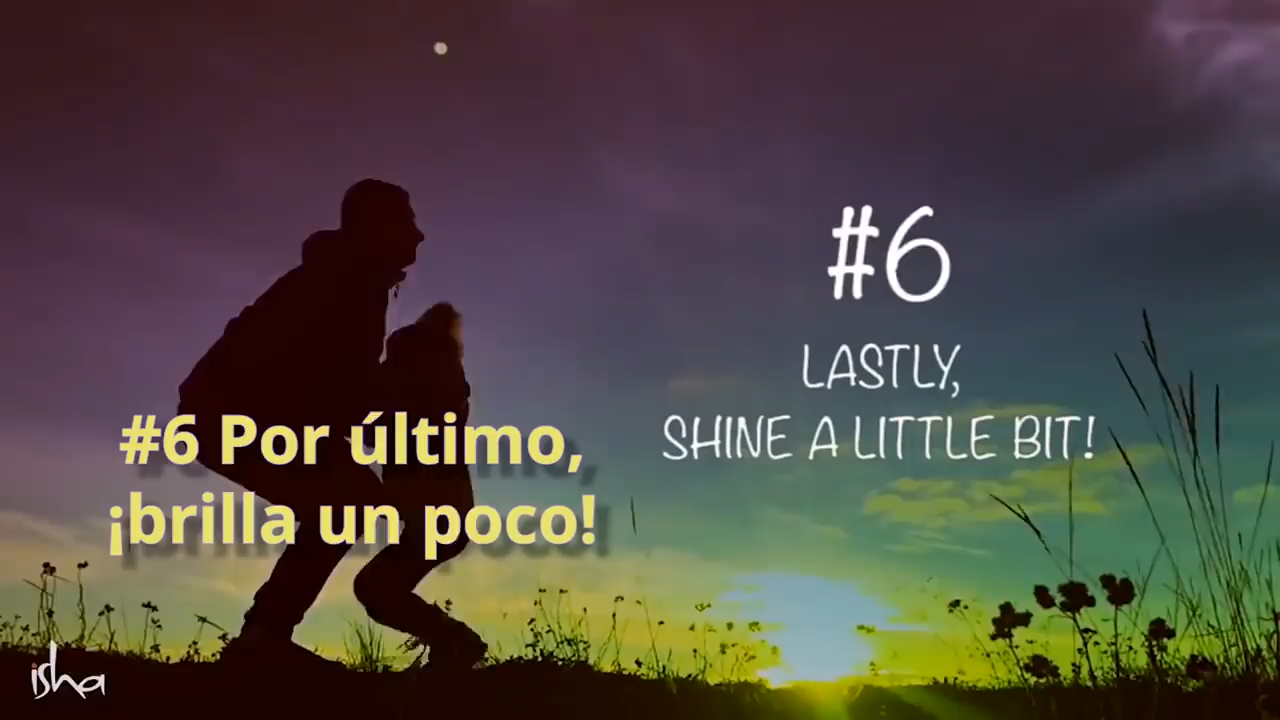 #6
LASTLY,
SHINE A LITTLE BIT!
#6 Por último,
¡brilla un poco!
isha